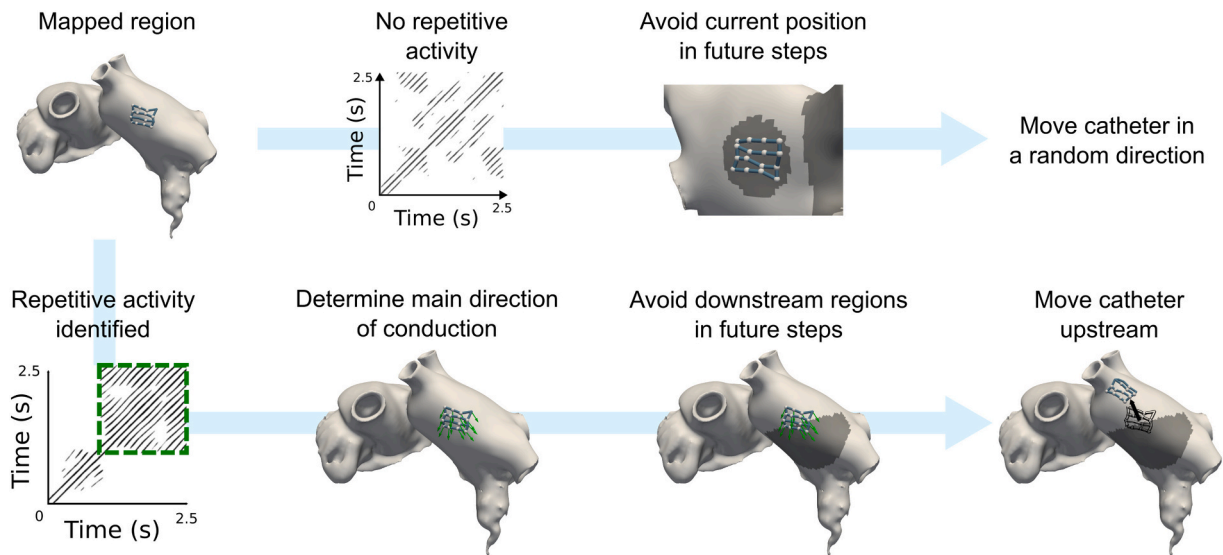 Mapped region
No repetitive
activity
Avoid current position
in future steps
2.5
Time (s)
0
Time (s)
2.5
Move catheter in
a random direction
Repetitive activity
identified
2.5
Time (s)
0
Time (s)
2.5
Determine main direction
of conduction
Avoid downstream regions
in future steps
Move catheter
upstream